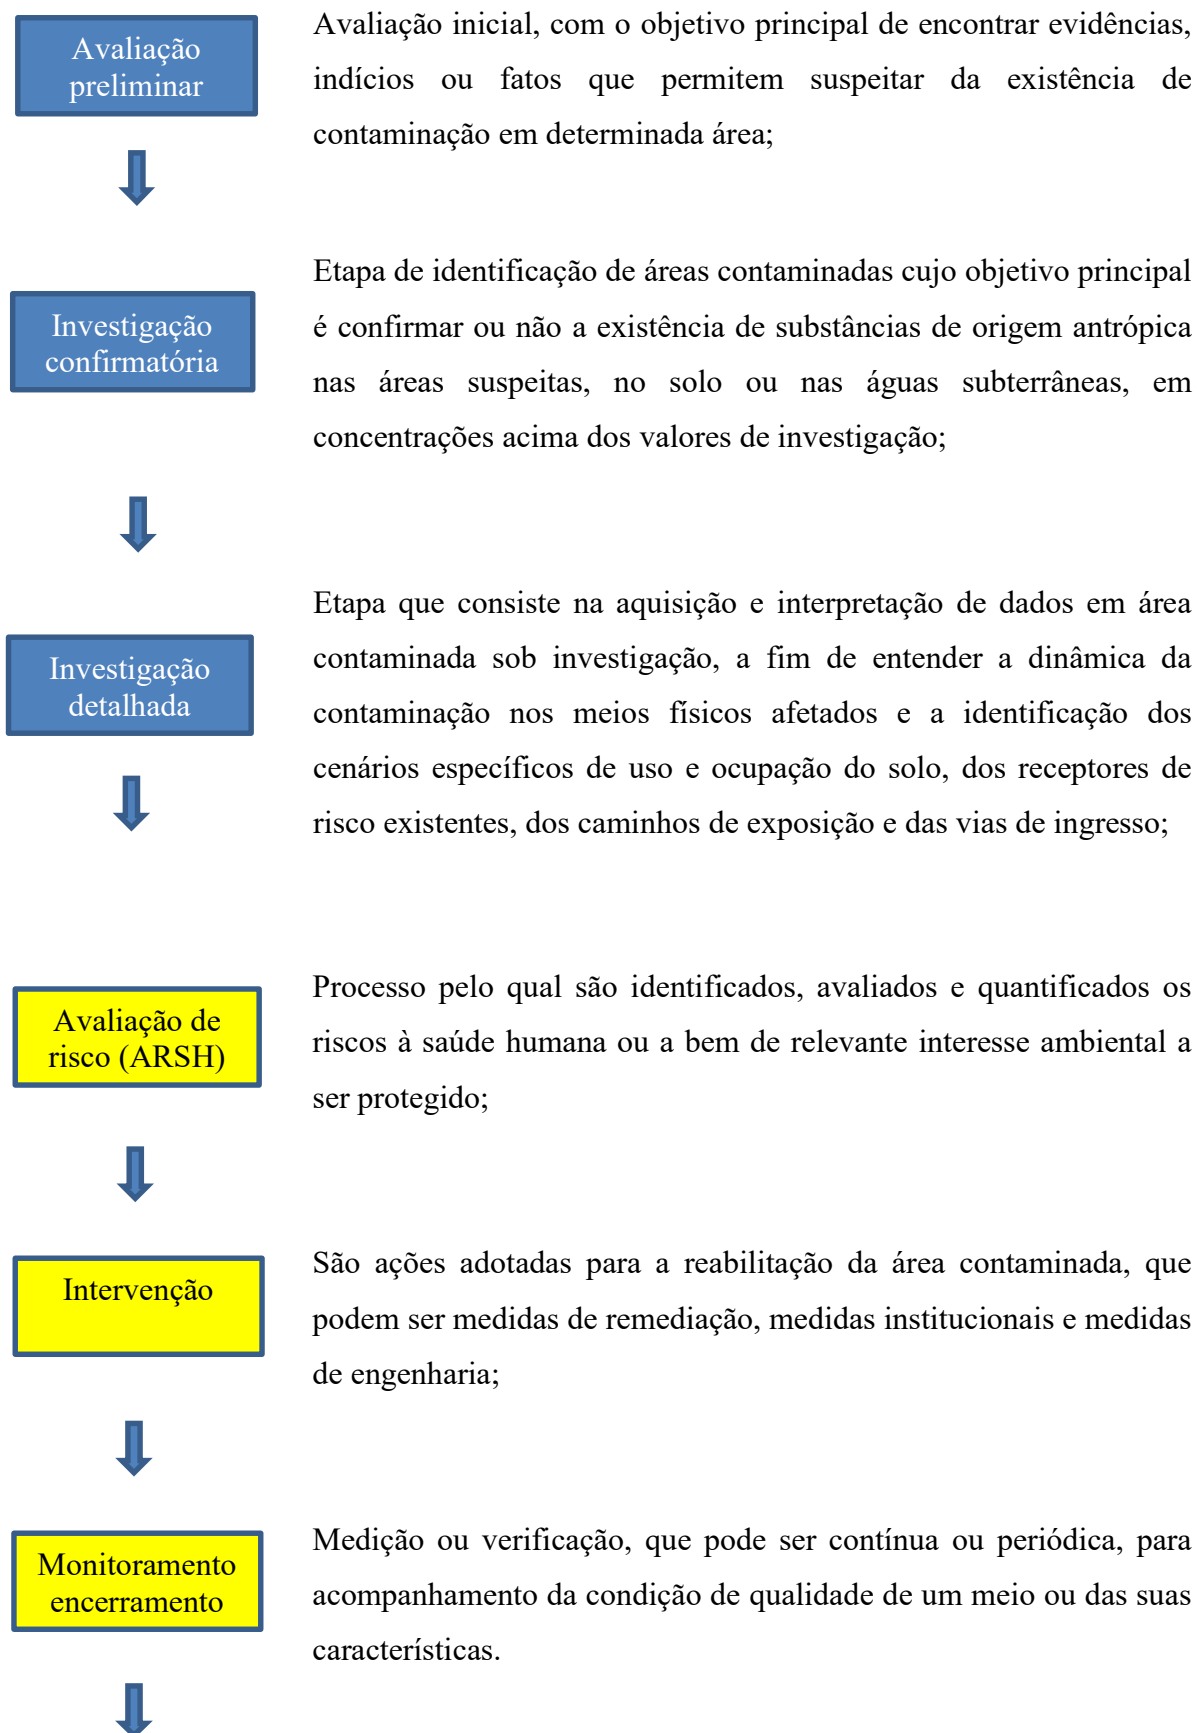 Avaliação
preliminar
Avaliação inicial, com o objetivo principal de encontrar evidências,
indícios ou fatos que permitem suspeitar da existência de
contaminação em determinada área;
Investigação
confirmatória
Etapa de identificação de áreas contaminadas cujo objetivo principal
é confirmar ou não a existência de substâncias de origem antrópica
nas áreas suspeitas, no solo ou nas águas subterrâneas, em
concentrações acima dos valores de investigação;
Investigação
detalhada
Etapa que consiste na aquisição e interpretação de dados em área
contaminada sob investigação, a fim de entender a dinâmica da
contaminação nos meios físicos afetados e a identificação dos
cenários específicos de uso e ocupação do solo, dos receptores de
risco existentes, dos caminhos de exposição e das vias de ingresso;
Avaliação de
risco (ARSH)
Processo pelo qual são identificados, avaliados e quantificados os
riscos à saúde humana ou a bem de relevante interesse ambiental a
ser protegido;
Intervenção
São ações adotadas para a reabilitação da área contaminada, que
podem ser medidas de remediação, medidas institucionais e medidas
de engenharia;
Monitoramento
encerramento
Medição ou verificação, que pode ser contínua ou periódica, para
acompanhamento da condição de qualidade de um meio ou das suas
características.